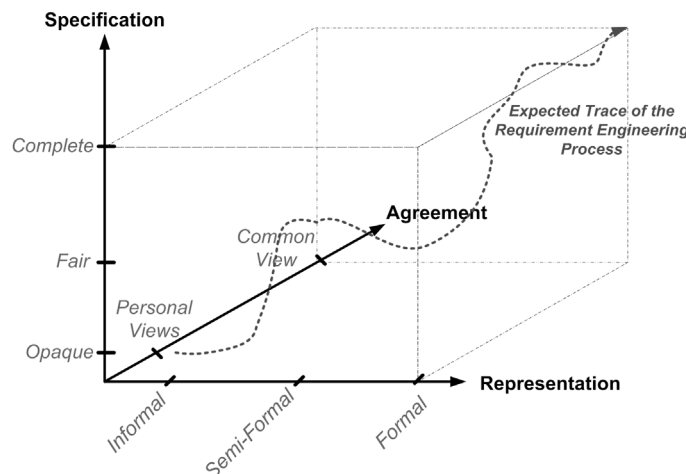 Specification
Complete
Expected Trace of the
Requirement Engineering
Process
Agreement
Common
View
Fair
Personal
Views
Opaque
Representation
Informal
Semi-Formal
Formal